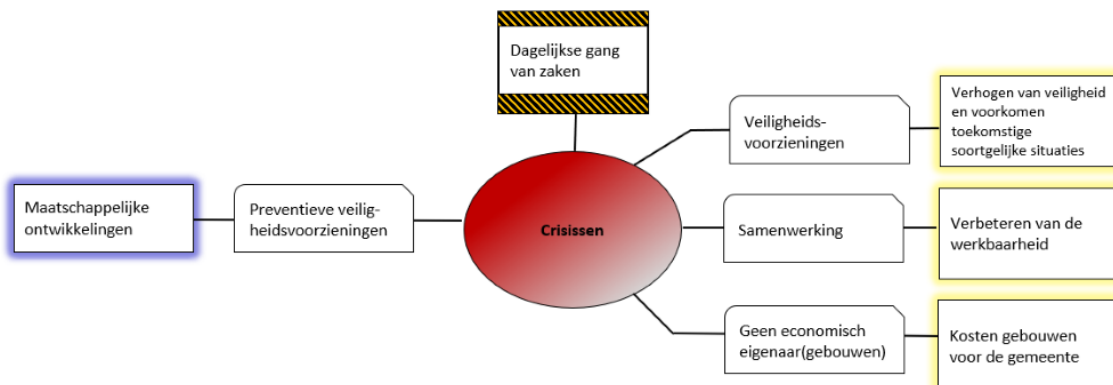 Dagelijkse gang
van zaken
Maatschappelijke
ontwikkelingen
Preventieve veilig-
heidsvoorzieningen
Crisissen
Veiligheids-
voorzieningen
Verhogen van veiligheid
en voorkomen
toekomstige
soortgelijke situaties
Samenwerking
Verbeteren van de
werkbaarheid
Geen economisch
eigenaar(gebouwen)
Kosten gebouwen
voor de gemeente